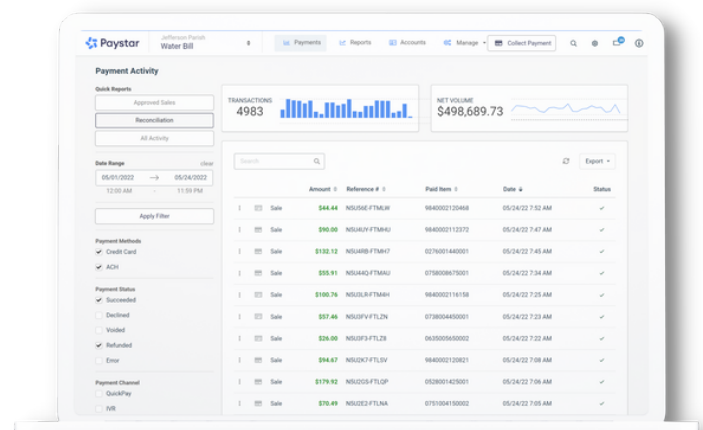 Paystar
Jefferson Parish
Water Bill
Payments
Reports
Accounts
Manage
Collect Payment
Payment Activity
Quick Reports
Approved Sales
Reconciliation
All Activity
Date Range clear
05/01/2022 → 05/24/2022
12:00 AM - 11:59 PM
Apply Filter
Payment Methods
Credit Card
ACH
Payment Status
Succeeded
Declined
Voided
Refunded
Error
Payment Channel
QuickPay
IVR
TRANSACTIONS
4983
NET VOLUME
$498,689.73
Search
Export
Amount Reference # Paid Item Date Status
Sale $44.44 NSU56E-FTMLW 9840002120468 05/24/22 7:52 AM
Sale $90.00 NSU4UY-FTMHU 9840002112372 05/24/22 7:47 AM
Sale $132.12 NSU4RB-FTMH7 0276001440001 05/24/22 7:45 AM
Sale $55.91 NSU44Q-FTMAU 0758008675001 05/24/22 7:34 AM
Sale $100.76 NSU3LR-FTM4H 9840002116158 05/24/22 7:25 AM
Sale $57.46 NSU3FV-FTLZN 0738004450001 05/24/22 7:23 AM
Sale $26.00 NSU3F3-FTLZ8 0635005650002 05/24/22 7:22 AM
Sale $94.67 NSU2K7-FTLSV 9840002120821 05/24/22 7:08 AM
Sale $179.92 NSU2GS-FTLQP 0528001425001 05/24/22 7:06 AM
Sale $70.49 NSU2E2-FTLNA 0751004150002 05/24/22 7:05 AM